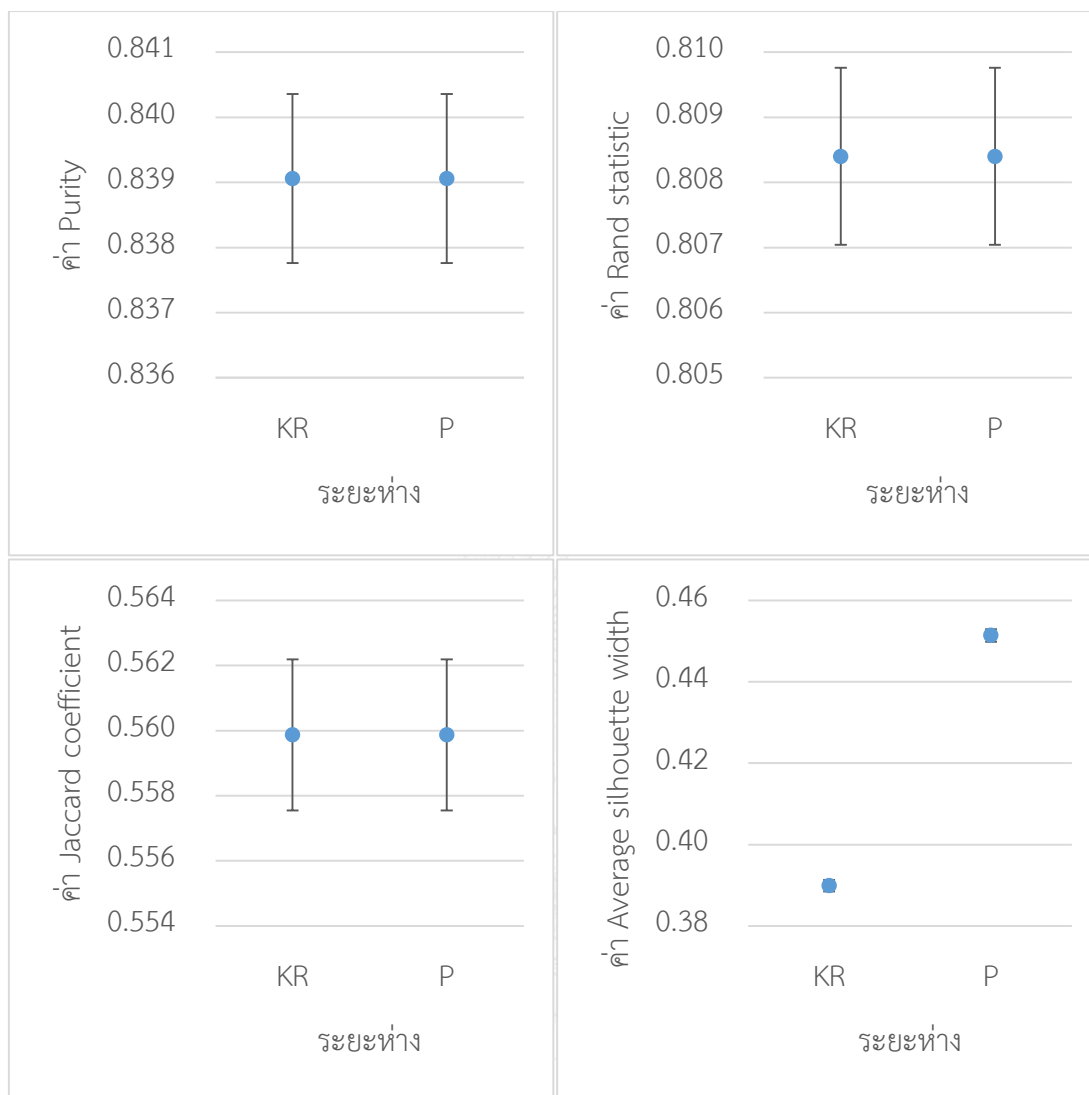 0.841
0.840
0.839
0.838
0.837
0.836
ค่า Purity
KR P
ระยะห่าง
0.810
0.809
0.808
0.807
0.806
0.805
ค่า Rand statistic
KR P
ระยะห่าง
0.564
0.562
0.560
0.558
0.556
0.554
ค่า Jaccard coefficient
KR P
ระยะห่าง
0.46
0.44
0.42
0.40
0.38
ค่า Average silhouette width
KR P
ระยะห่าง